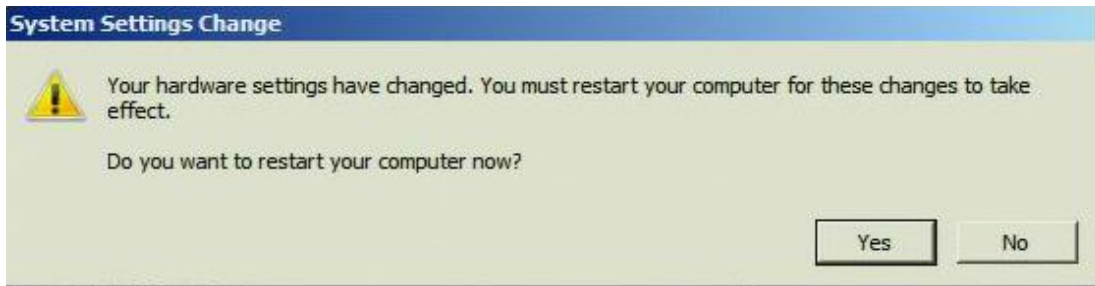 System Settings Change
Your hardware settings have changed. You must restart your computer for these changes to take
effect.
Do you want to restart your computer now?
Yes
No